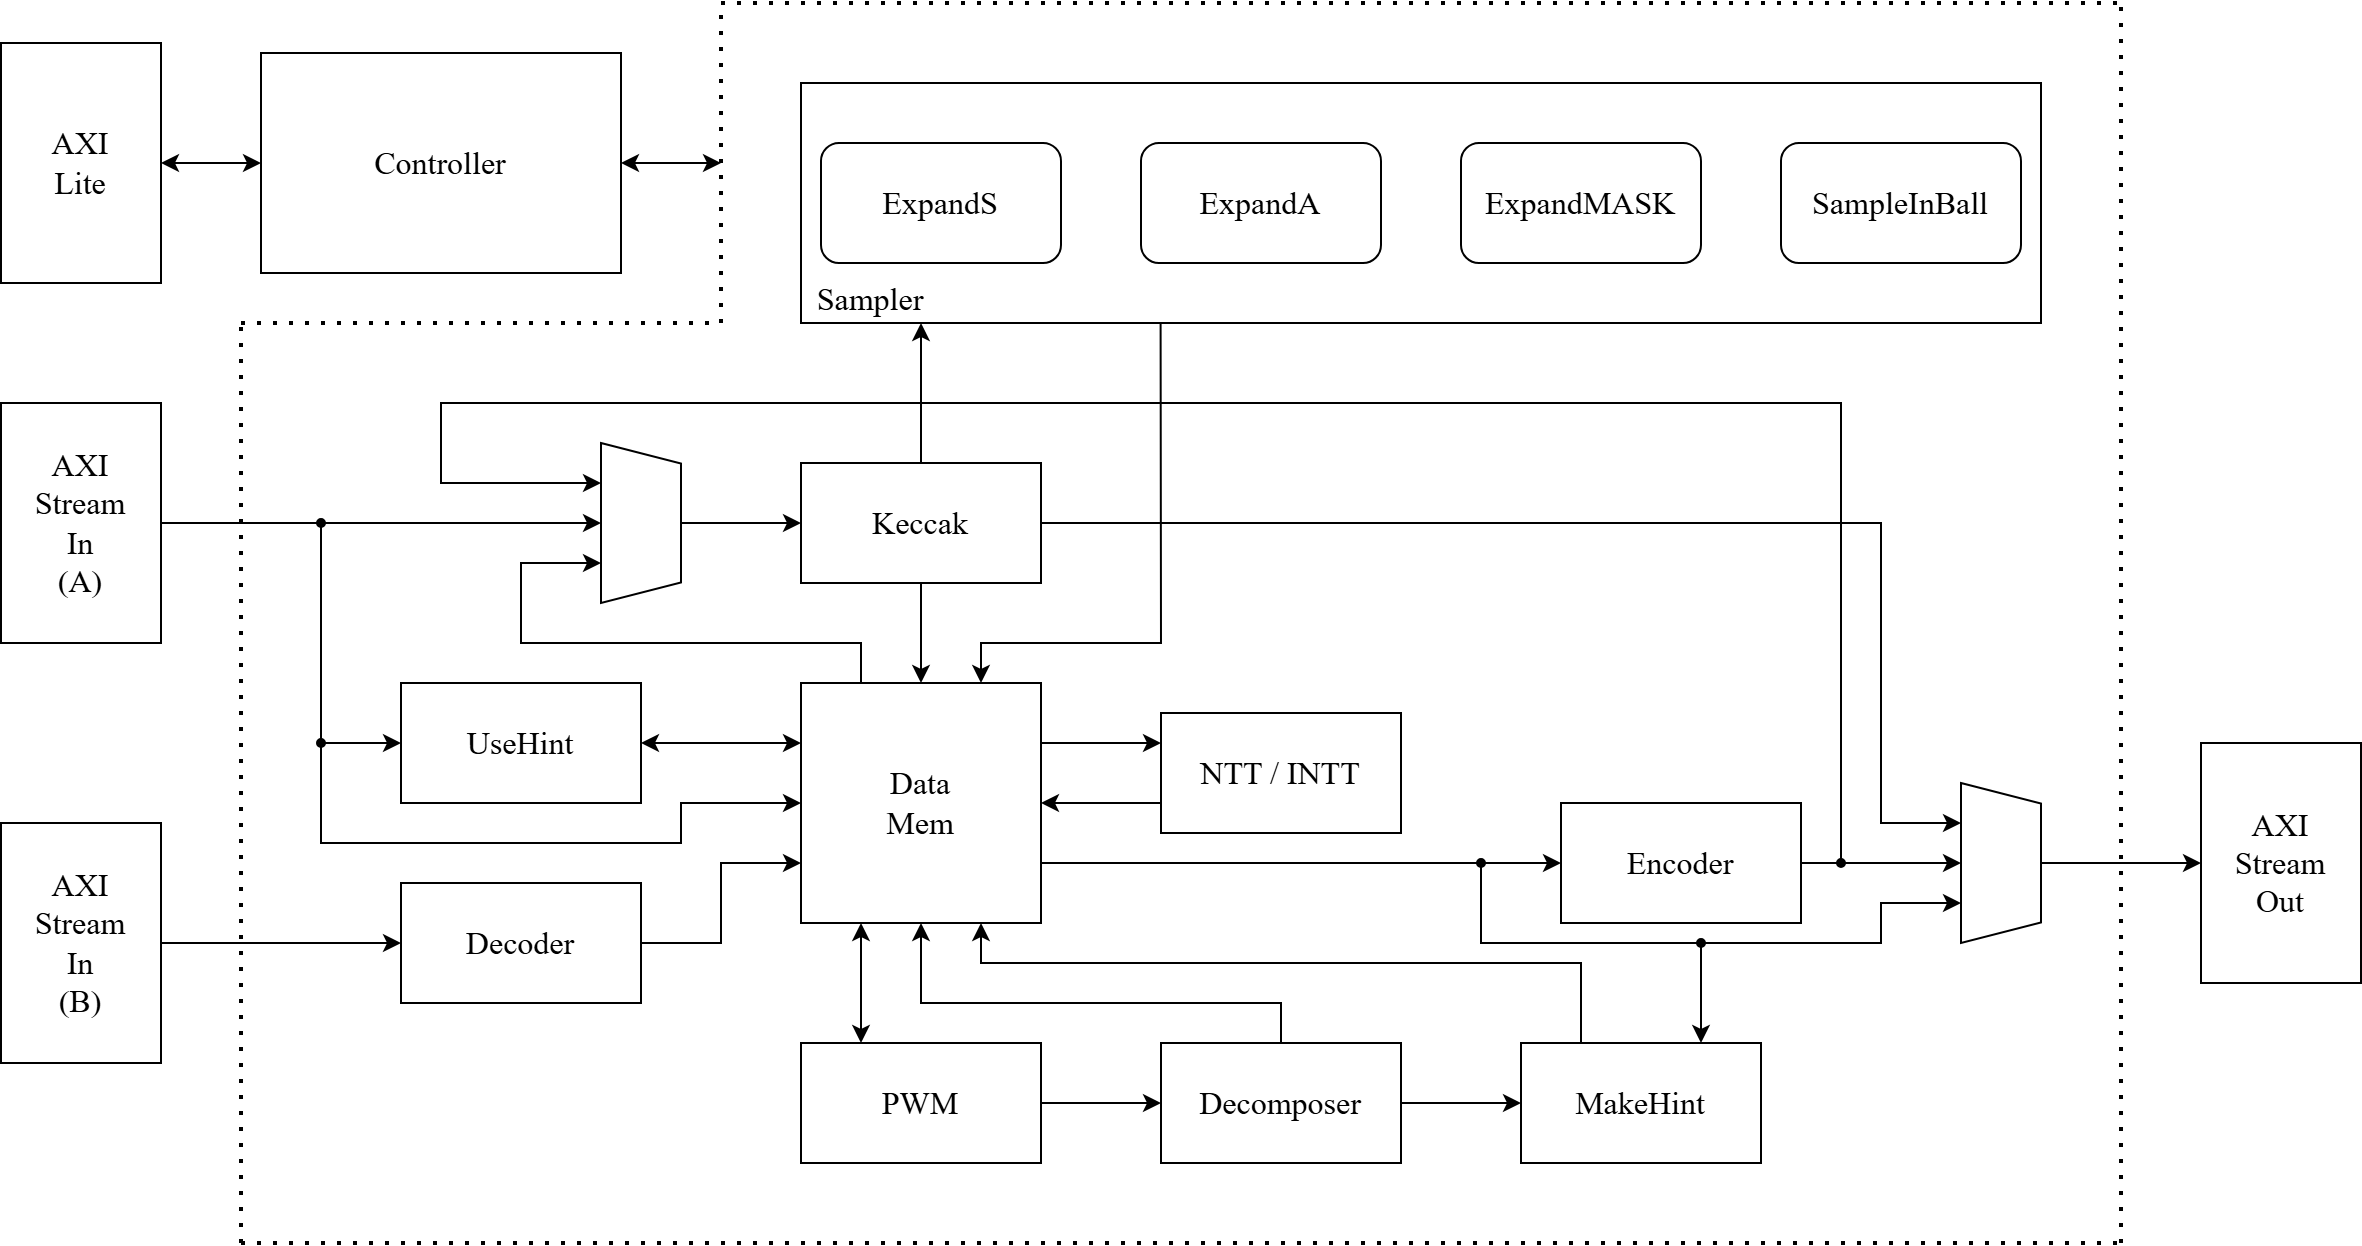 AXI
Lite
Controller
ExpandS
ExpandA
ExpandMASK
SampleInBall
Sampler
AXI
Stream
In
(A)
Keccak
UseHint
Data
Mem
NTT / INTT
AXI
Stream
In
(B)
Decoder
Encoder
AXI
Stream
Out
PWM
Decomposer
MakeHint